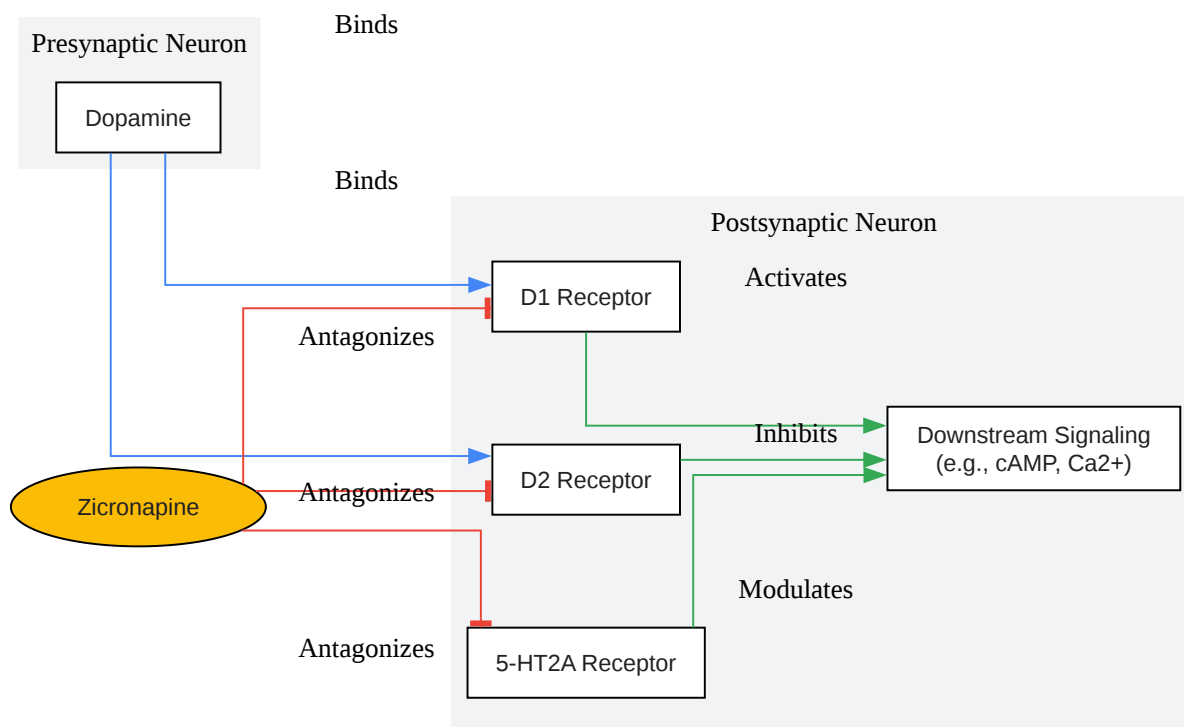 Binds
Presynaptic Neuron
Dopamine
Binds
Postsynaptic Neuron
Activates
D1 Receptor
Antagonizes
Inhibits
Downstream Signaling
(e.g., cAMP, Ca2+)
D2 Receptor
Antagonizes
Zicronapine
Modulates
Antagonizes
5-HT2A Receptor